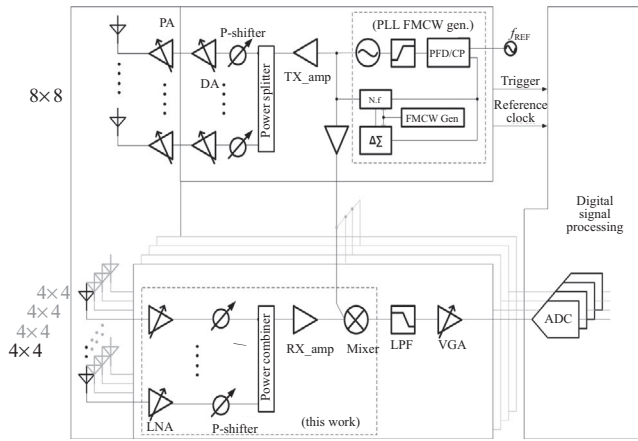 PA
P-shifter
(PLL FMCW gen.)
fREF
PFD/CP
TX_amp
DA
Power splitter
8×8
N.f
FMCW Gen
ΔΣ
Trigger
Reference
clock
Digital
signal
processing
4×4
4×4
4×4
4×4
Power combiner
RX_amp
Mixer
LPF
VGA
ADC
LNA
P-shifter
(this work)